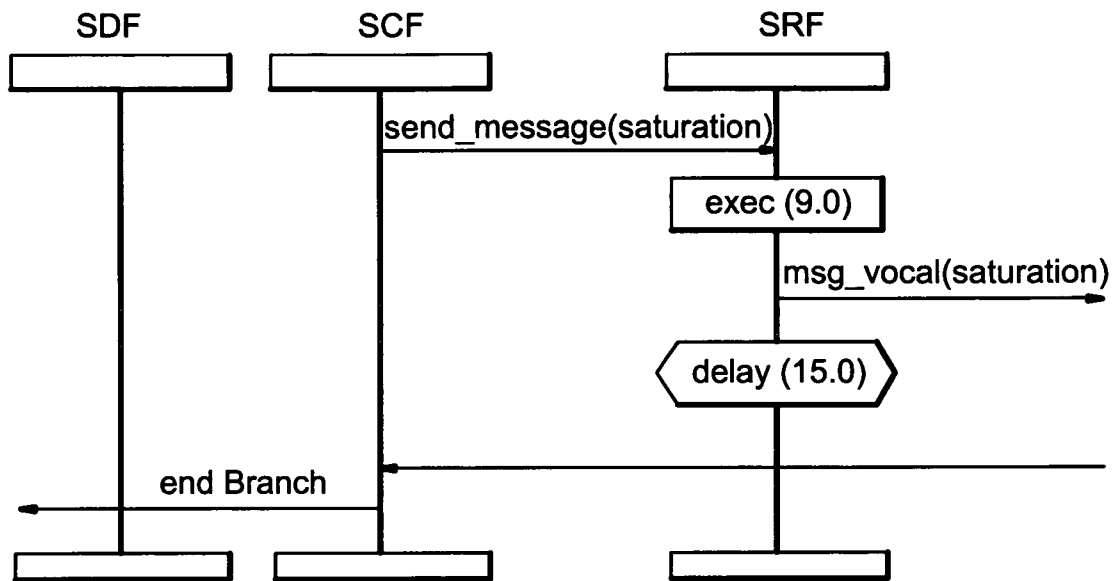 SDF
SCF
SRF
send_message(saturation)
exec (9.0)
msg_vocal(saturation)
delay (15.0)
end Branch